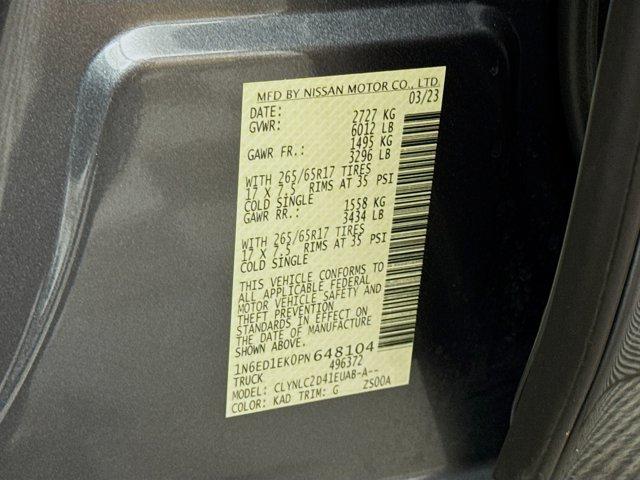 MFD BY NISSAN MOTOR CO., LTD.
DATE: 03/23
GVWR: 2727 KG
6012 LB
GAWR FR.: 1495 KG
3296 LB
WITH 265/65R17 TIRES
17 X 7.5 RIMS AT 35 PSI
COLD SINGLE
GAWR RR.: 1558 KG
3434 LB
WITH 265/65R17 TIRES
17 X 7.5 RIMS AT 35 PSI
COLD SINGLE
THIS VEHICLE CONFORMS TO
ALL APPLICABLE FEDERAL
MOTOR VEHICLE SAFETY AND
THEFT PREVENTION
STANDARDS IN EFFECT ON
THE DATE OF MANUFACTURE
SHOWN ABOVE.
1N6ED1EK0PN648104
TRUCK 496372
MODEL: CLYNLC2D41EUAB-A--
COLOR: KAD TRIM: G ZS00A